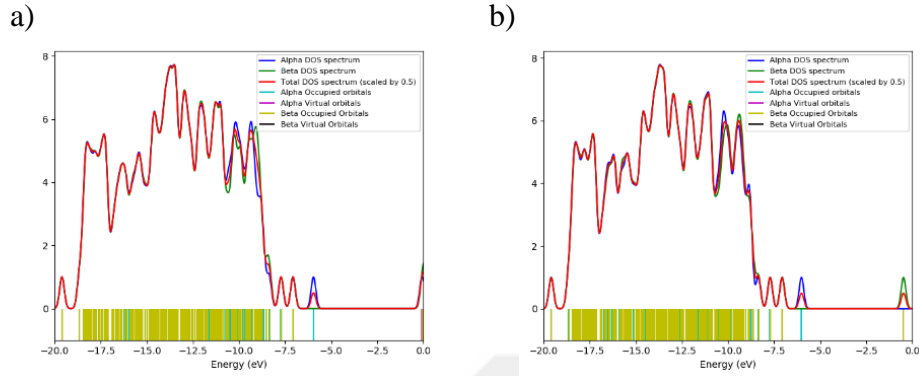 a)
b)
8
6
4
2
0
Alpha DOS spectrum
Beta DOS spectrum
Total DOS spectrum (scaled by 0.5)
Alpha Occupied orbitals
Alpha Virtual orbitals
Beta Occupied Orbitals
Beta Virtual Orbitals
−20.0 −17.5 −15.0 −12.5 −10.0 −7.5 −5.0 −2.5 0.0
Energy (eV)
8
6
4
2
0
Alpha DOS spectrum
Beta DOS spectrum
Total DOS spectrum (scaled by 0.5)
Alpha Occupied orbitals
Alpha Virtual orbitals
Beta Occupied Orbitals
Beta Virtual Orbitals
−20.0 −17.5 −15.0 −12.5 −10.0 −7.5 −5.0 −2.5 0.0
Energy (eV)